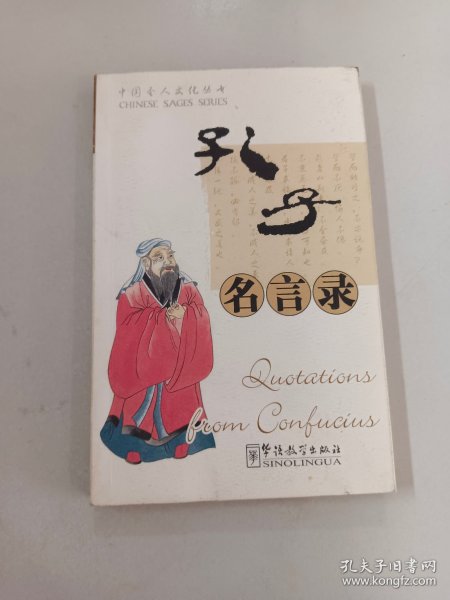 中国圣人文化丛书
CHINESE SAGES SERIES
孔子
名言录
Quotations
from Confucius
华语教学出版社
SINOLINGUA
孔夫子旧书网
www.kongfz.com